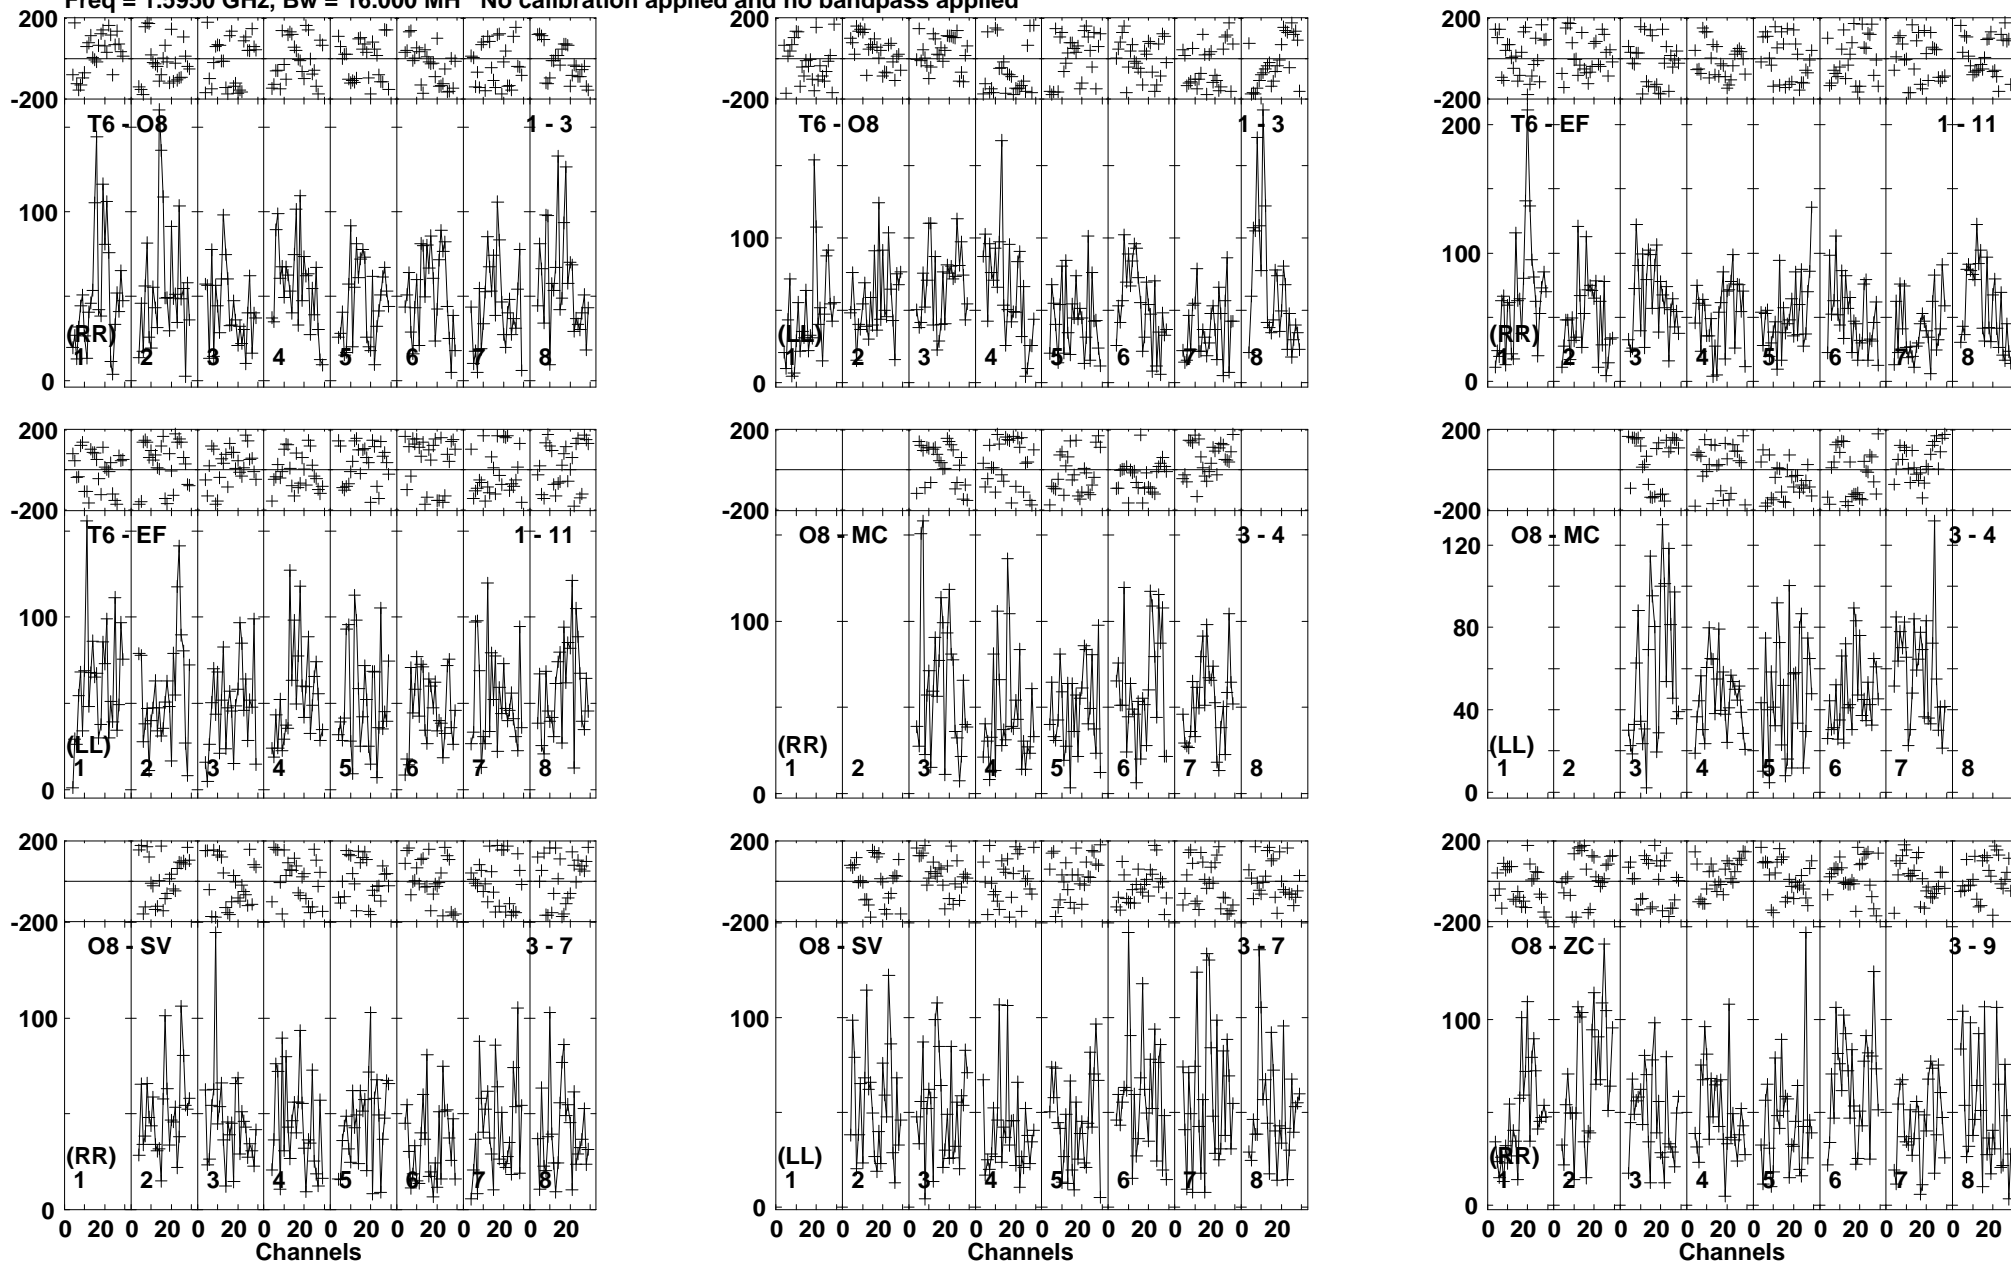 Freq = 1.5950 GHz, Bw = 16.000 MH No calibration applied and no bandpass applied
200 200 200
-200 -200 -200
T6 - O8 1 - 3 T6 - O8 1 - 3 T6 - EF 1 - 11
200
100 100 100
(RR) (LL) (RR)
1 2 3 4 5 6 7 8 1 2 3 4 5 6 7 8 1 2 3 4 5 6 7 8
0 0 0
200 200 200
-200 -200 -200
T6 - EF 1 - 11 O8 - MC 3 - 4 O8 - MC 3 - 4
120
100 100 80
40
(LL) (RR) (LL)
1 2 3 4 5 6 7 8 1 2 3 4 5 6 7 8 1 2 3 4 5 6 7 8
0 0 0
200 200 200
-200 -200 -200
O8 - SV 3 - 7 O8 - SV 3 - 7 O8 - ZC 3 - 9
100 100 100
(RR) (LL) (RR)
1 2 3 4 5 6 7 8 1 2 3 4 5 6 7 8 1 2 3 4 5 6 7 8
0 0 0
0 20 0 20 0 20 0 20 0 20 0 20 0 20 0 20 0 20 0 20 0 20 0 20 0 20 0 20 0 20 0 20 0 20 0 20 0 20 0 20 0 20 0 20 0 20 0 20
Channels Channels Channels